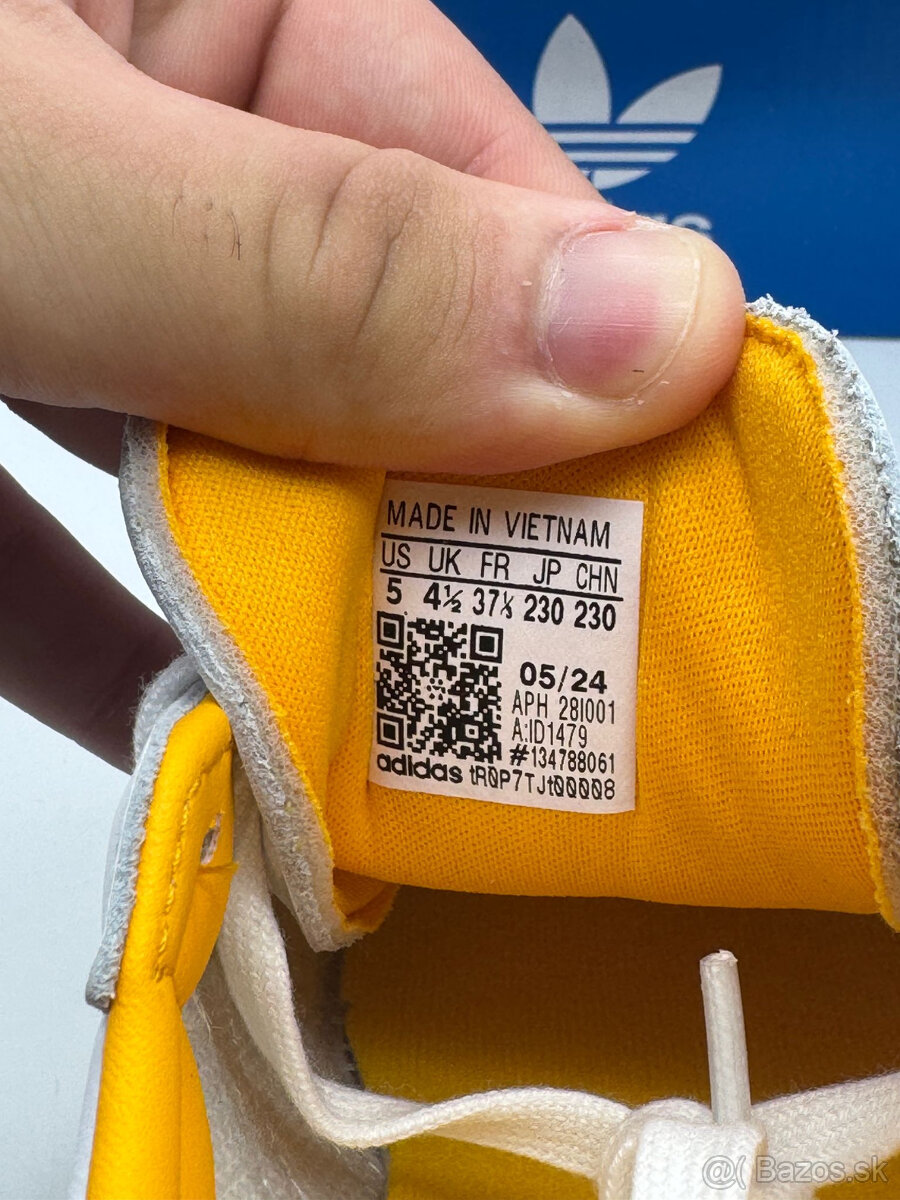 MADE IN VIETNAM
US UK FR JP CHN
5 4½ 37⅓ 230 230
05/24
APH 28I001
A:ID1479
#134788061
adidas tR0P7TJt00008
@( Bazos.sk